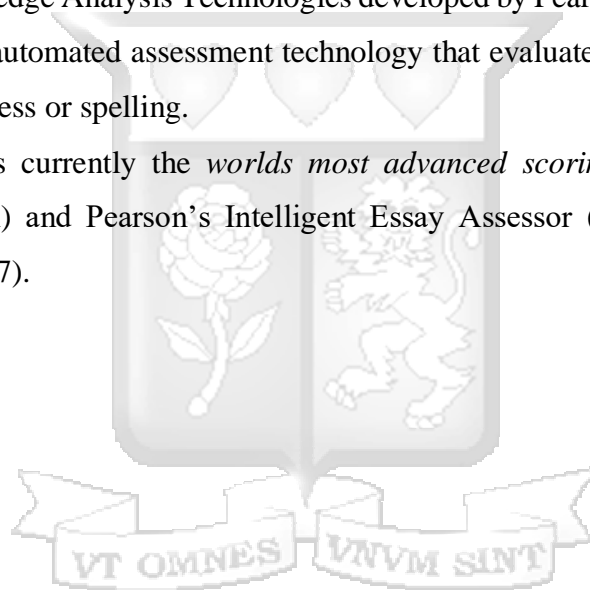 edge Analysis Technologies developed by Pear
automated assessment technology that evaluate
ess or spelling.
s currently the worlds most advanced scorin
) and Pearson's Intelligent Essay Assessor (
7).
VT OMNES VNVM SINT